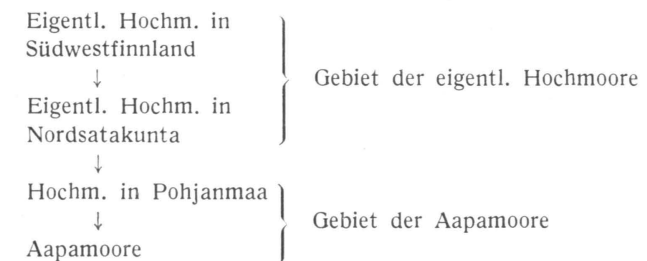 Eigentl. Hochm. in
Südwestfinnland
↓
Gebiet der eigentl. Hochmoore
Eigentl. Hochm. in
Nordsatakunta
↓
Hochm. in Pohjanmaa
↓
Gebiet der Aapamoore
Aapamoore